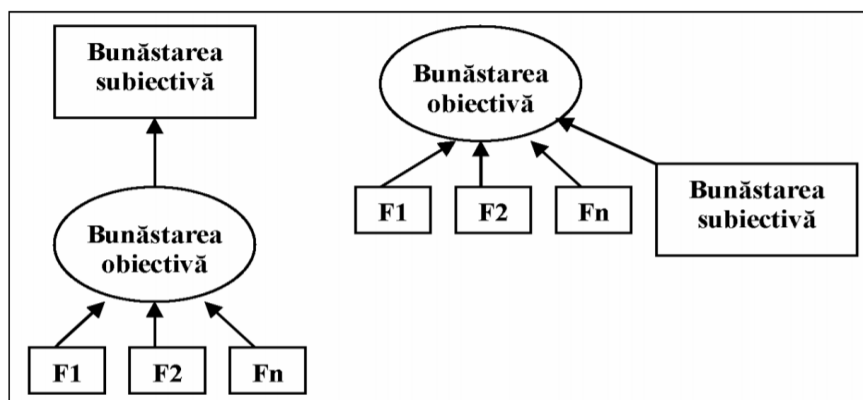 Bunăstarea
subiectivă
Bunăstarea
obiectivă
F1 F2 Fn
Bunăstarea
obiectivă
F1 F2 Fn
Bunăstarea
subiectivă